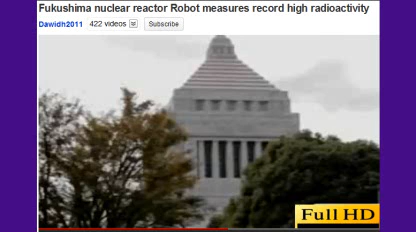 Fukushima nuclear reactor Robot measures record high radioactivity
Dawidh2011 422 videos Subscribe
Full HD